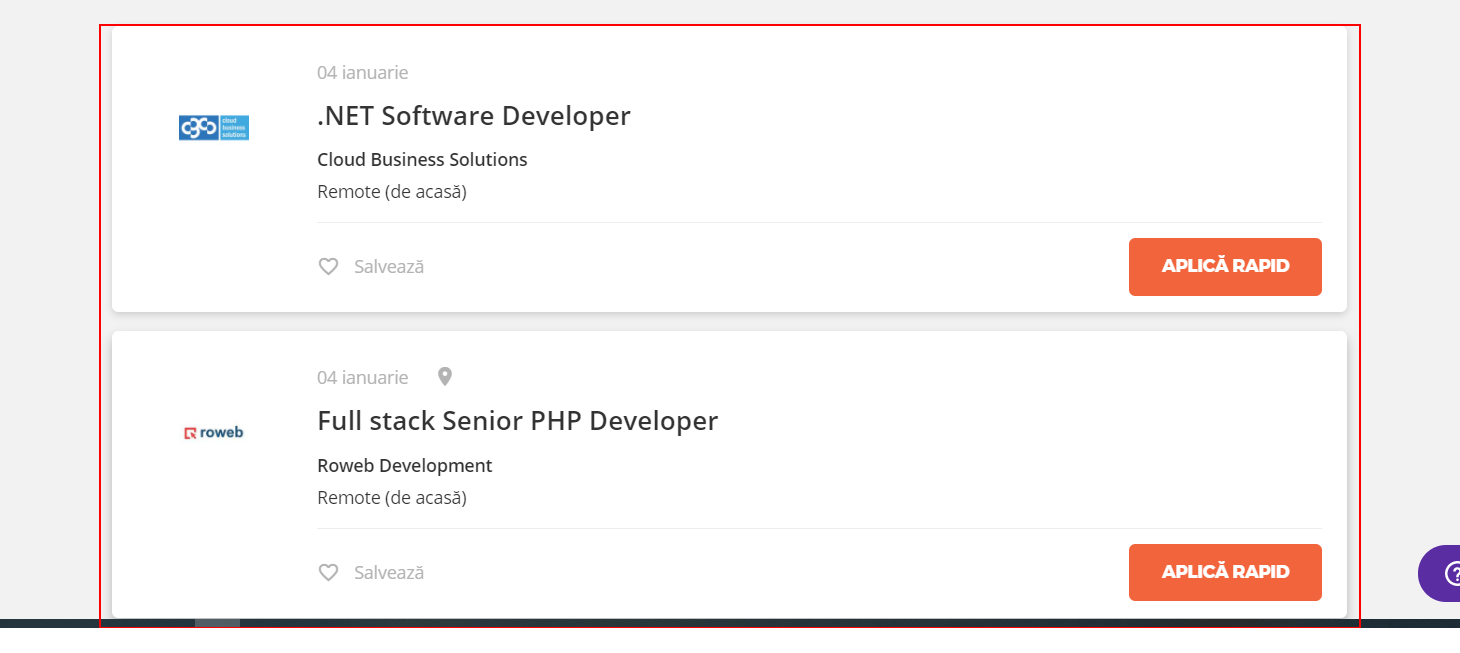 04 ianuarie
.NET Software Developer
cloud
business
solutions
Cloud Business Solutions
Remote (de acasă)
Salvează
APLICĂ RAPID
04 ianuarie
Full stack Senior PHP Developer
roweb
Roweb Development
Remote (de acasă)
Salvează
APLICĂ RAPID
?